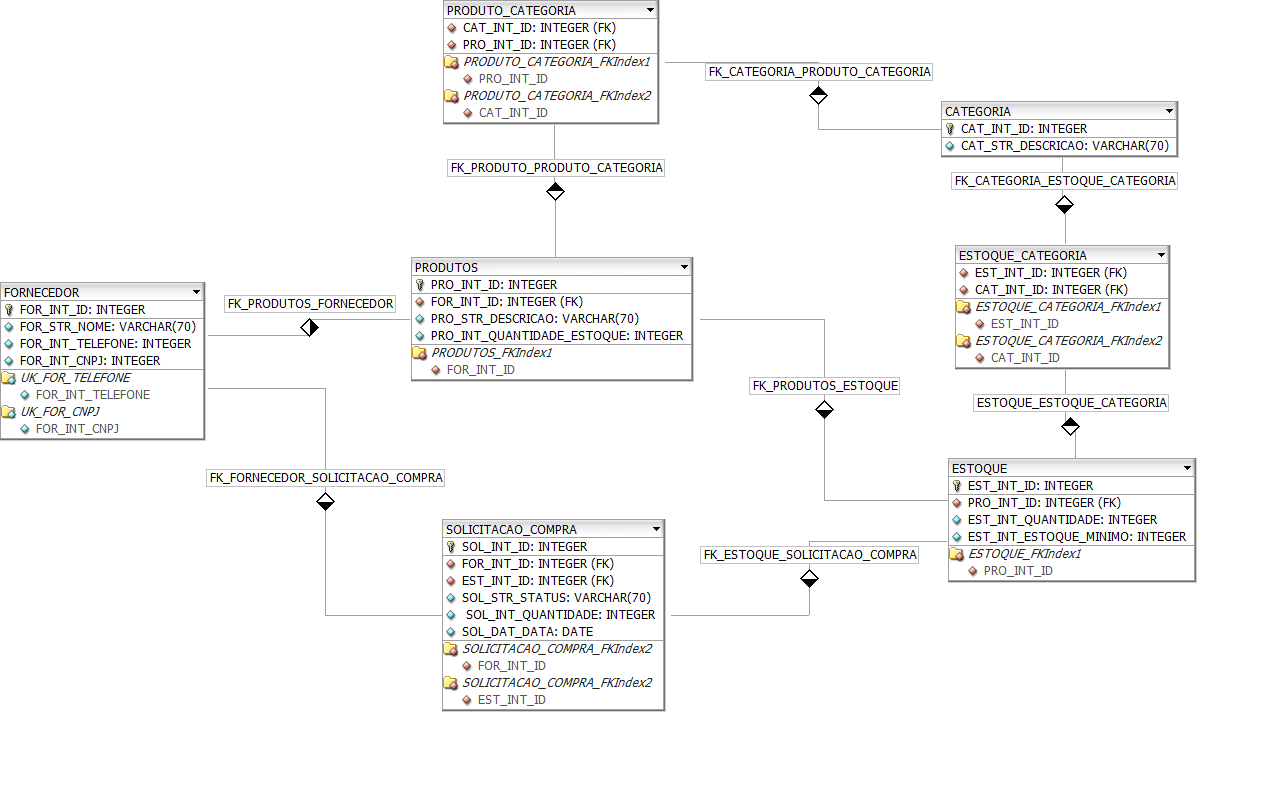 PRODUTO_CATEGORIA
CAT_INT_ID: INTEGER (FK)
PRO_INT_ID: INTEGER (FK)
PRODUTO_CATEGORIA_FKIndex1
PRO_INT_ID
PRODUTO_CATEGORIA_FKIndex2
CAT_INT_ID
FK_CATEGORIA_PRODUTO_CATEGORIA
CATEGORIA
CAT_INT_ID: INTEGER
CAT_STR_DESCRICAO: VARCHAR(70)
FK_PRODUTO_PRODUTO_CATEGORIA
FK_CATEGORIA_ESTOQUE_CATEGORIA
ESTOQUE_CATEGORIA
EST_INT_ID: INTEGER (FK)
CAT_INT_ID: INTEGER (FK)
ESTOQUE_CATEGORIA_FKIndex1
EST_INT_ID
ESTOQUE_CATEGORIA_FKIndex2
CAT_INT_ID
PRODUTOS
PRO_INT_ID: INTEGER
FOR_INT_ID: INTEGER (FK)
PRO_STR_DESCRICAO: VARCHAR(70)
PRO_INT_QUANTIDADE_ESTOQUE: INTEGER
PRODUTOS_FKIndex1
FOR_INT_ID
FK_PRODUTOS_FORNECEDOR
FORNECEDOR
FOR_INT_ID: INTEGER
FOR_STR_NOME: VARCHAR(70)
FOR_INT_TELEFONE: INTEGER
FOR_INT_CNPJ: INTEGER
UK_FOR_TELEFONE
FOR_INT_TELEFONE
UK_FOR_CNPJ
FOR_INT_CNPJ
FK_PRODUTOS_ESTOQUE
ESTOQUE_ESTOQUE_CATEGORIA
FK_FORNECEDOR_SOLICITACAO_COMPRA
ESTOQUE
EST_INT_ID: INTEGER
PRO_INT_ID: INTEGER (FK)
EST_INT_QUANTIDADE: INTEGER
EST_INT_ESTOQUE_MINIMO: INTEGER
ESTOQUE_FKIndex1
PRO_INT_ID
SOLICITACAO_COMPRA
SOL_INT_ID: INTEGER
FOR_INT_ID: INTEGER (FK)
EST_INT_ID: INTEGER (FK)
SOL_STR_STATUS: VARCHAR(70)
SOL_INT_QUANTIDADE: INTEGER
SOL_DAT_DATA: DATE
SOLICITACAO_COMPRA_FKIndex2
FOR_INT_ID
SOLICITACAO_COMPRA_FKIndex2
EST_INT_ID
FK_ESTOQUE_SOLICITACAO_COMPRA